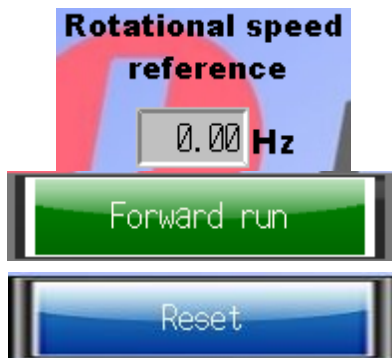 Rotational speed
reference
0.00 Hz
Forward run
Reset